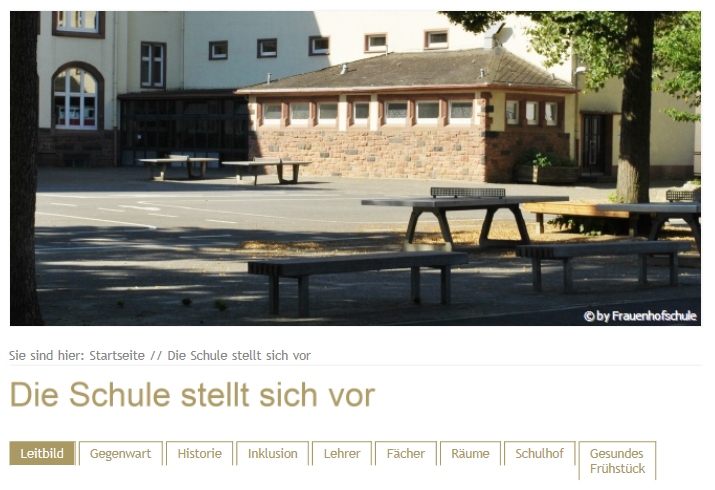 © by Frauenhofschule
Sie sind hier: Startseite // Die Schule stellt sich vor
Die Schule stellt sich vor
Leitbild Gegenwart Historie Inklusion Lehrer Fächer Räume Schulhof Gesundes
Frühstück